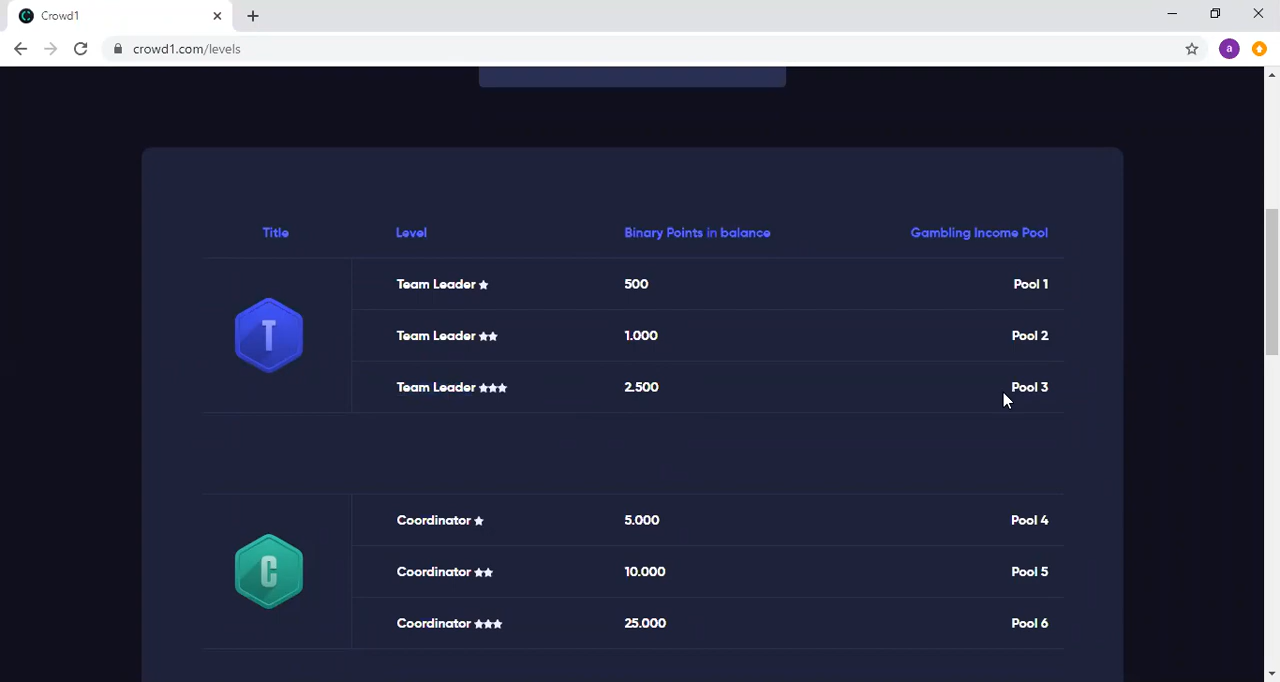 Crowd1
crowd1.com/levels
a
Title Level Binary Points in balance Gambling Income Pool
T
Team Leader ★ 500 Pool 1
Team Leader ★★ 1.000 Pool 2
Team Leader ★★★ 2.500 Pool 3
C
Coordinator ★ 5.000 Pool 4
Coordinator ★★ 10.000 Pool 5
Coordinator ★★★ 25.000 Pool 6